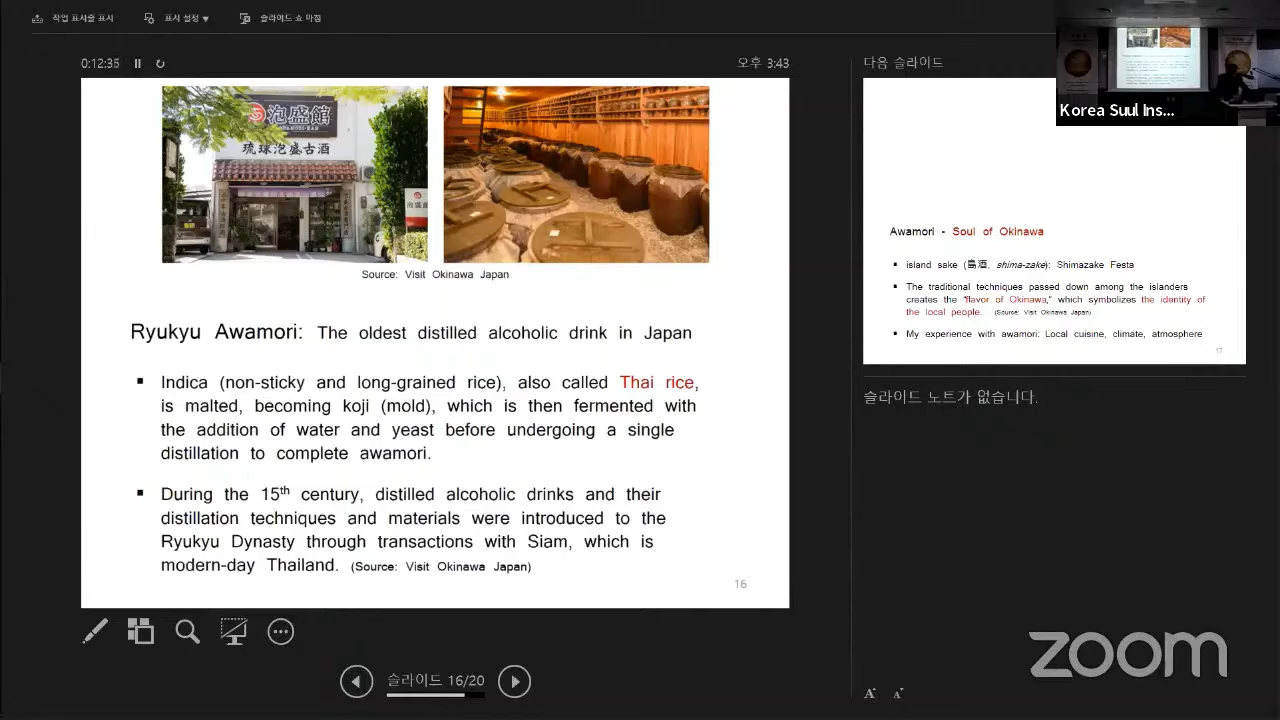 작업 표시줄 표시
표시 설정 ▼
슬라이드 쇼 마침
0:12:35
오후 3:43
泡盛館
AWAMORI-KAN
琉球泡盛古酒
Source: Visit Okinawa Japan
Ryukyu Awamori: The oldest distilled alcoholic drink in Japan
▪ Indica (non-sticky and long-grained rice), also called Thai rice,
is malted, becoming koji (mold), which is then fermented with
the addition of water and yeast before undergoing a single
distillation to complete awamori.
▪ During the 15th century, distilled alcoholic drinks and their
distillation techniques and materials were introduced to the
Ryukyu Dynasty through transactions with Siam, which is
modern-day Thailand. (Source: Visit Okinawa Japan)
16
슬라이드 16/20
다음 슬라이드
Korea Suul Ins...
Awamori - Soul of Okinawa
▪ island sake (島酒, shima-zake): Shimazake Festa
▪ The traditional techniques passed down among the islanders
creates the “flavor of Okinawa,” which symbolizes the identity of
the local people. (Source: Visit Okinawa Japan)
▪ My experience with awamori: Local cuisine, climate, atmosphere
17
슬라이드 노트가 없습니다.
zoom
A A